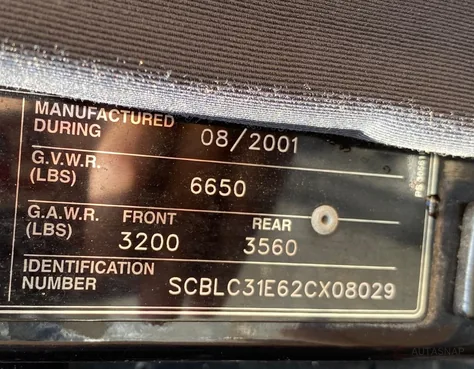 MANUFACTURED
DURING 08/2001
G.V.W.R.
(LBS) 6650
G.A.W.R. FRONT REAR
(LBS) 3200 3560
IDENTIFICATION
NUMBER SCBLC31E62CX08029